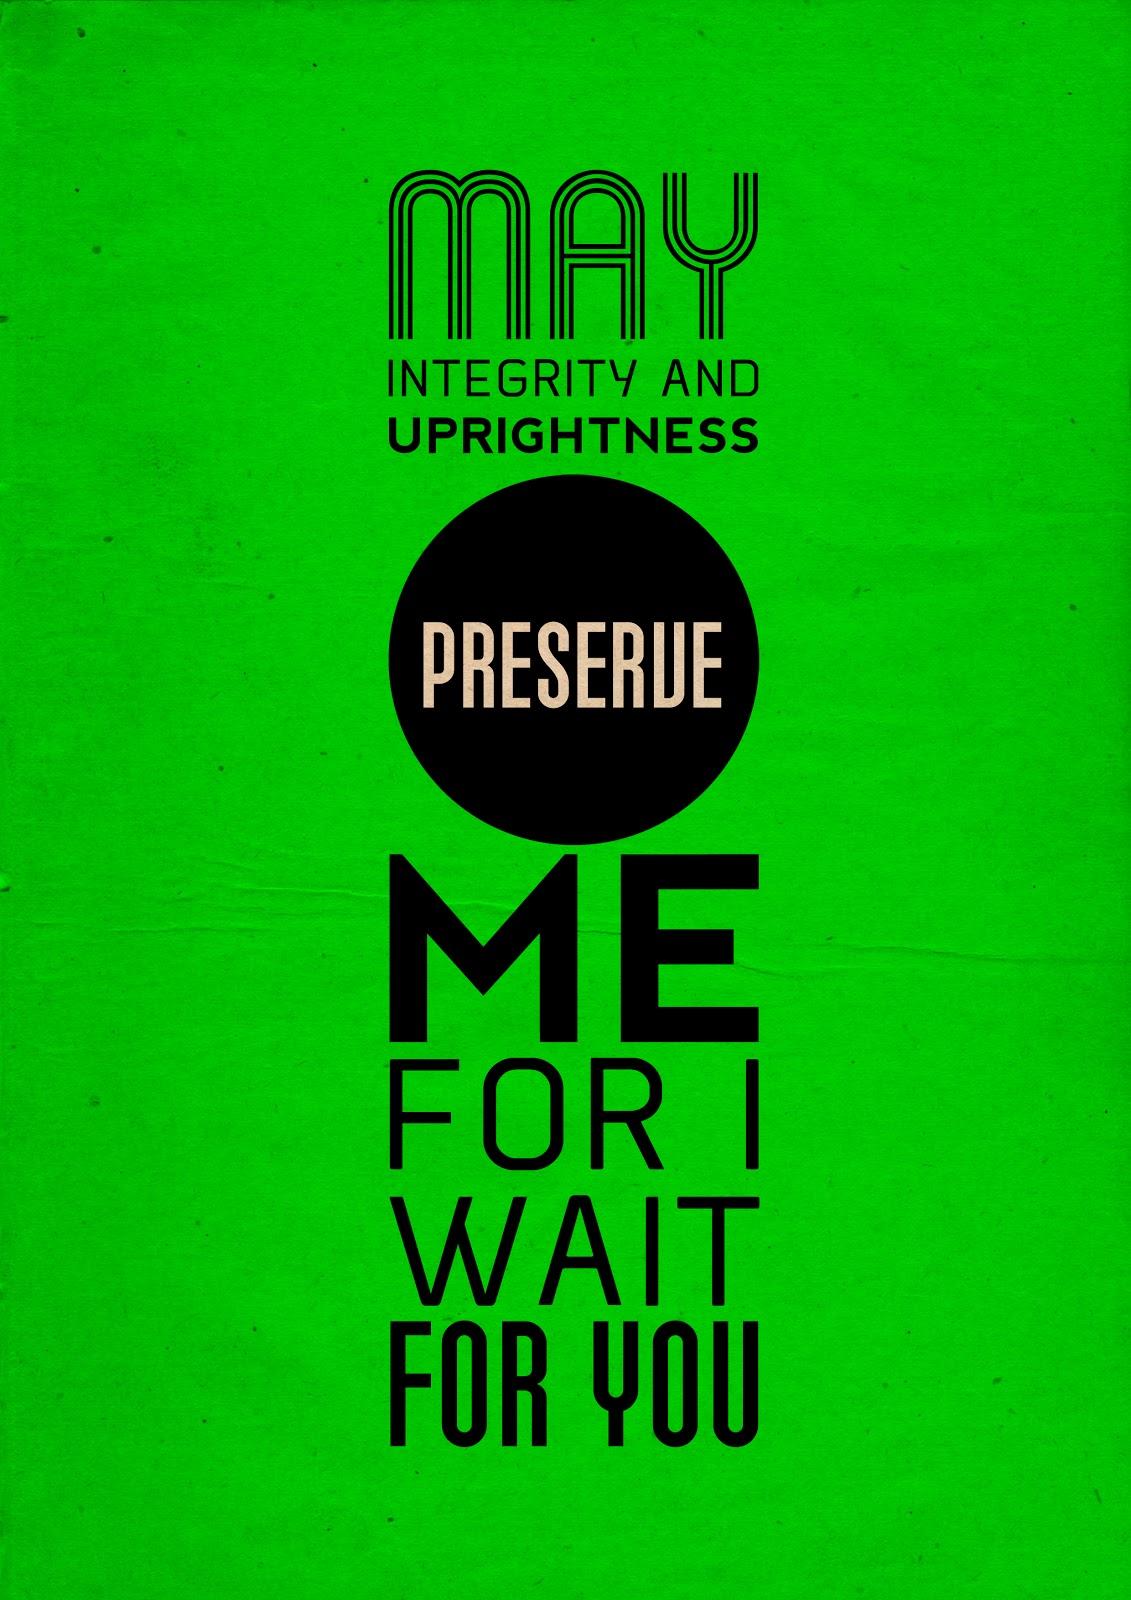 MAY
INTEGRITY AND
UPRIGHTNESS
PRESERVE
ME
FOR I
WAIT
FOR YOU